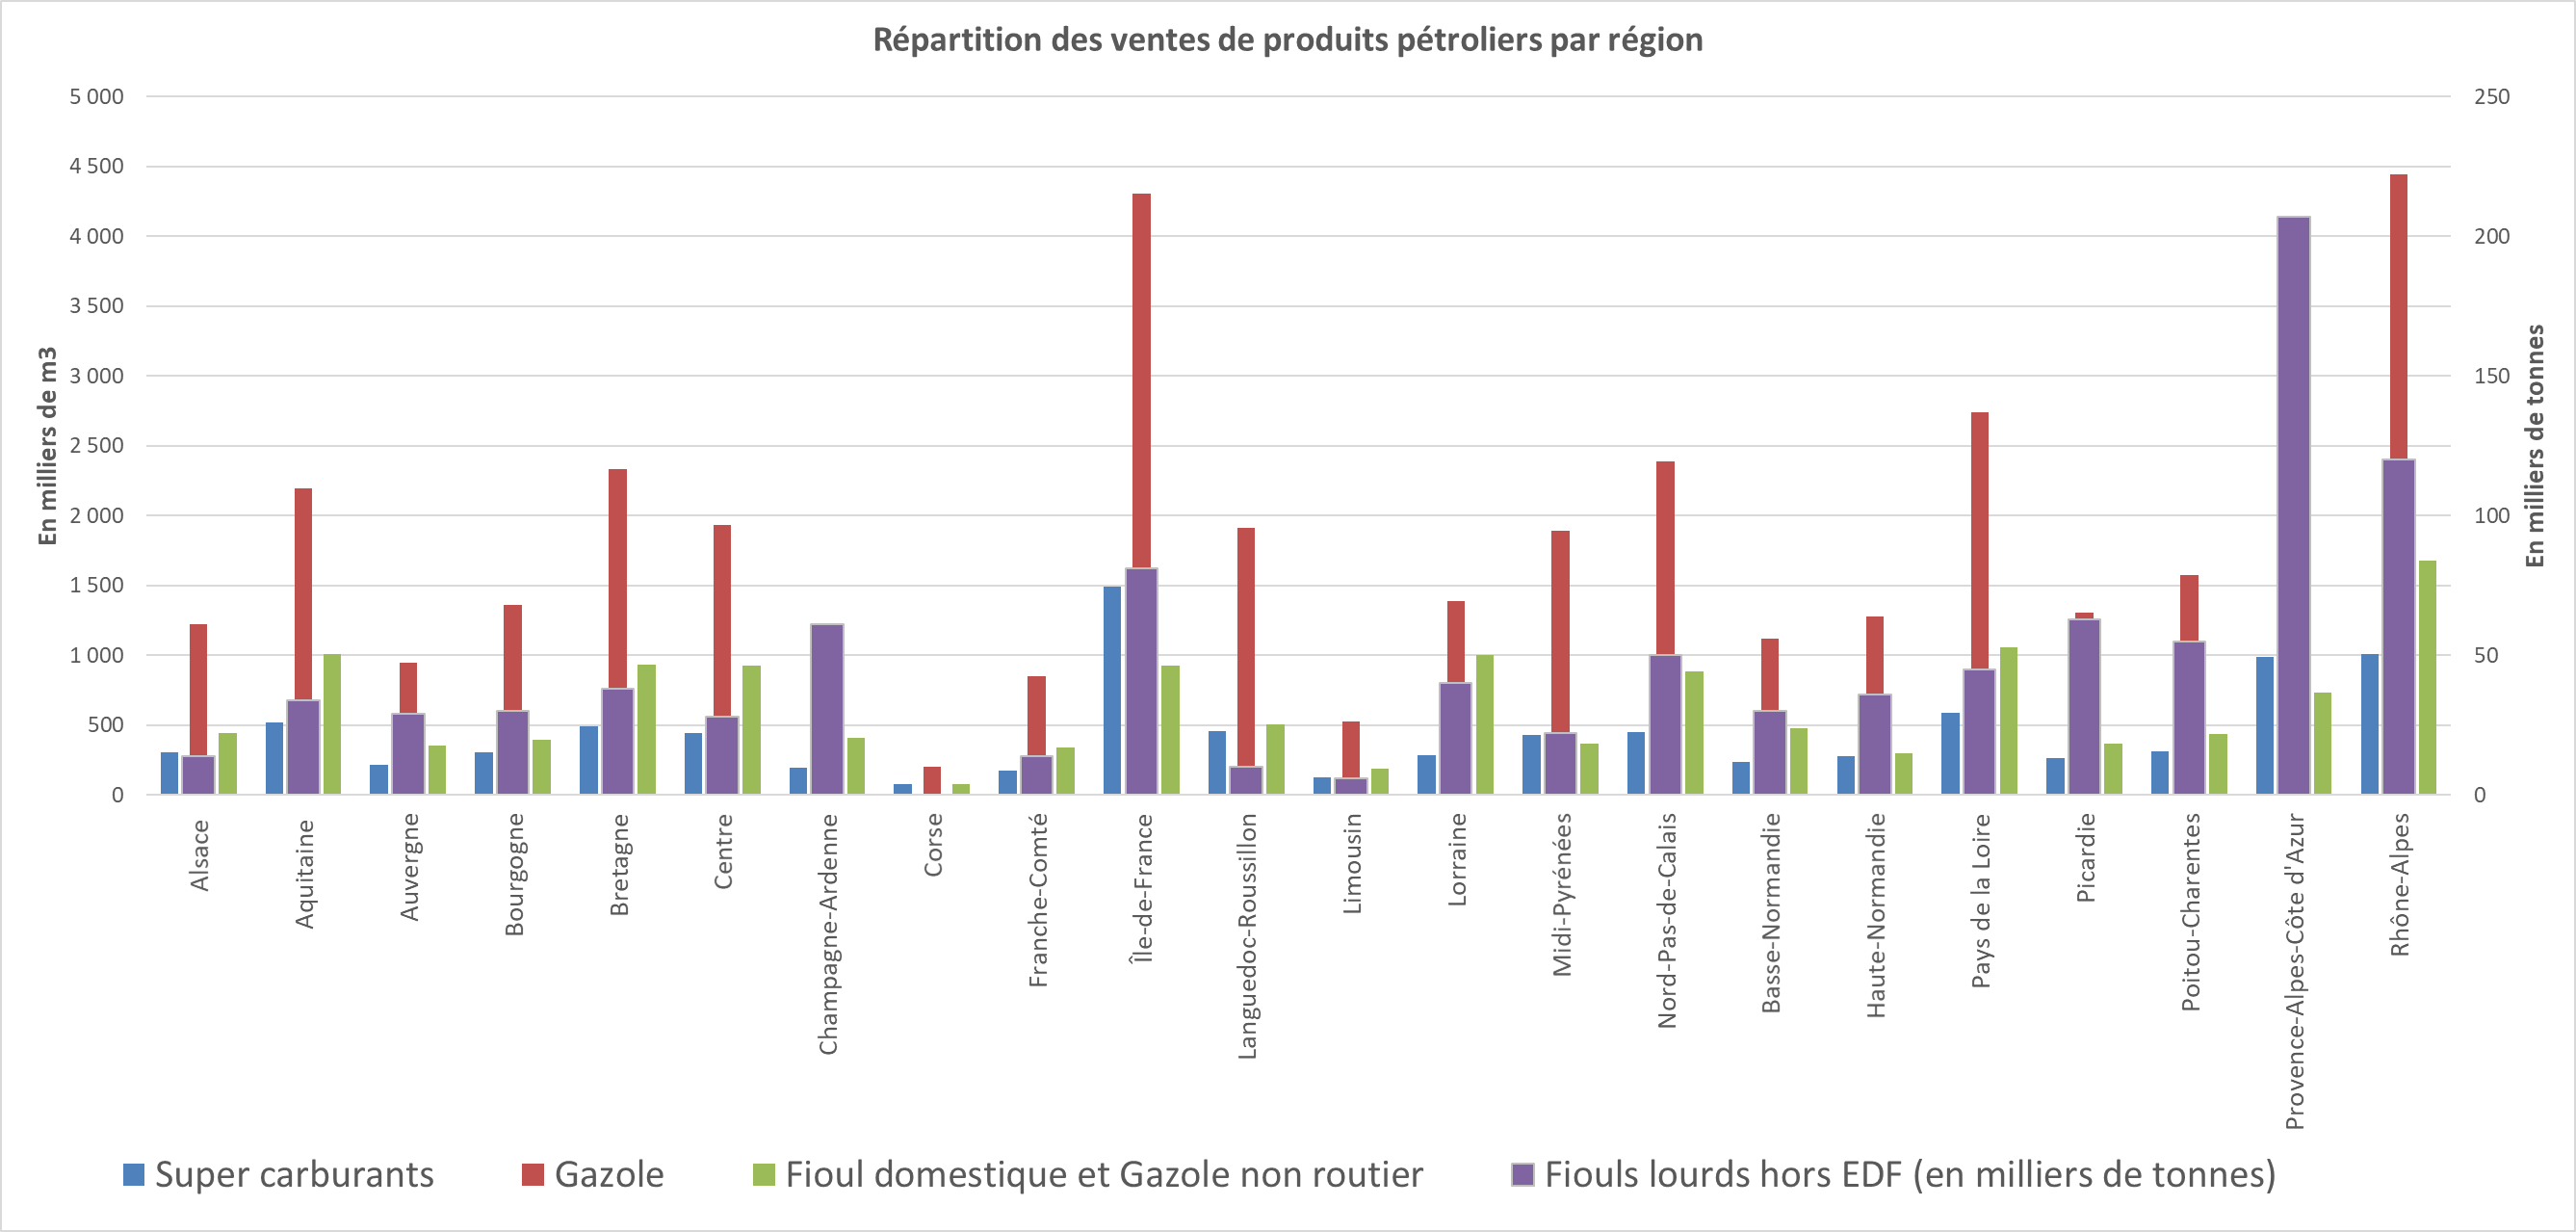 Répartition des ventes de produits pétroliers par région
En milliers de m3
5 000
4 500
4 000
3 500
3 000
2 500
2 000
1 500
1 000
500
0
250
200
150
100
50
0
En milliers de tonnes
Alsace
Aquitaine
Auvergne
Bourgogne
Bretagne
Centre
Champagne-Ardenne
Corse
Franche-Comté
Île-de-France
Languedoc-Roussillon
Limousin
Lorraine
Midi-Pyrénées
Nord-Pas-de-Calais
Basse-Normandie
Haute-Normandie
Pays de la Loire
Picardie
Poitou-Charentes
Provence-Alpes-Côte d'Azur
Rhône-Alpes
Super carburants
Gazole
Fioul domestique et Gazole non routier
Fiouls lourds hors EDF (en milliers de tonnes)